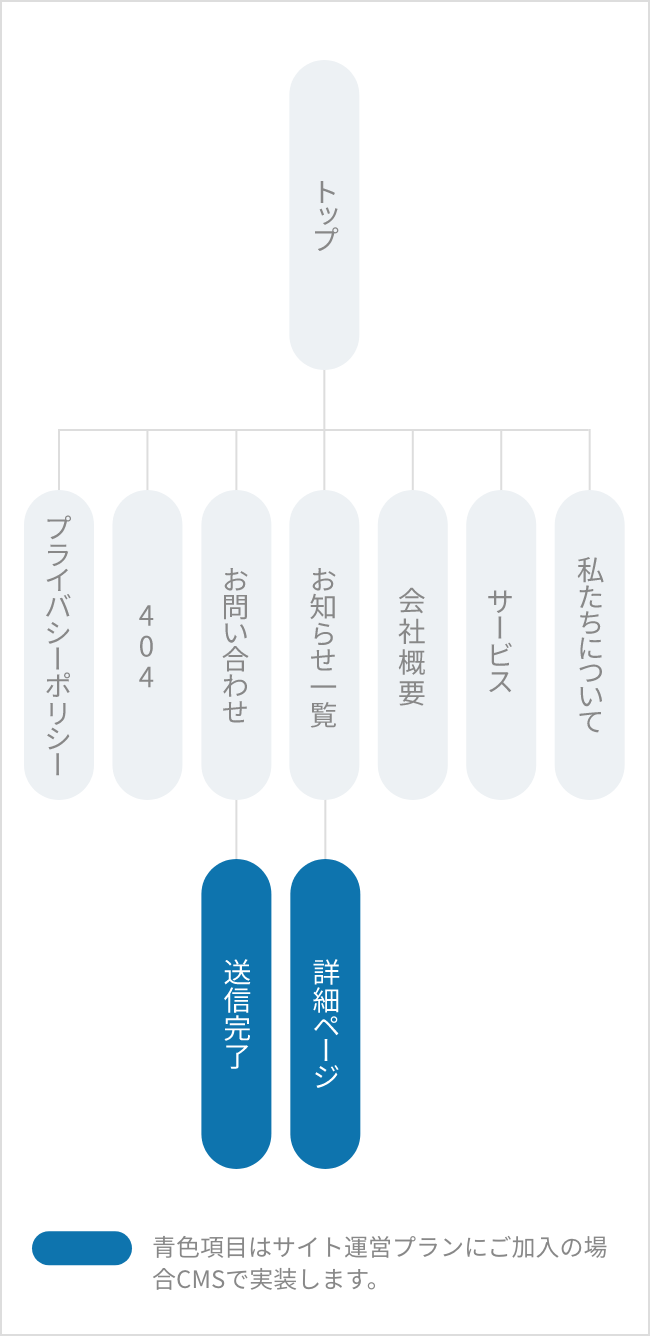 トップ
私たちについて
サービス
会社概要
お知らせ一覧
お問い合わせ
404
プライバシーポリシー
詳細ページ
送信完了
青色項目はサイト運営プランにご加入の場
合CMSで実装します。